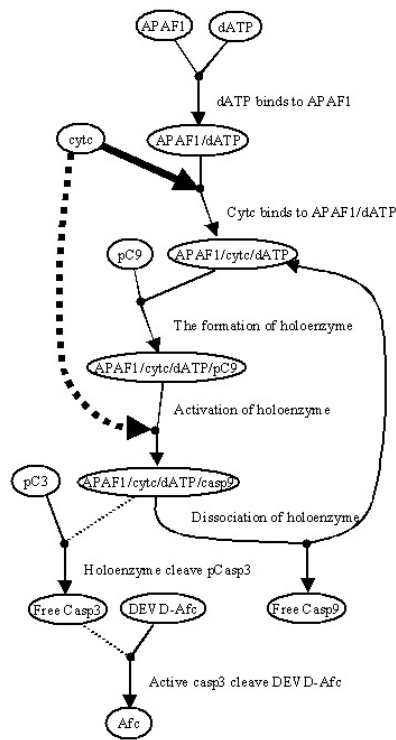 APAF1 dATP
dATP binds to APAF1
cytc
APAF1/dATP
Cytc binds to APAF1/dATP
pC9
APAF1/cytc/dATP
The formation of holoenzyme
APAF1/cytc/dATP/pC9
Activation of holoenzyme
pC3
APAF1/cytc/dATP/casp9
Dissociation of holoenzyme
Holoenzyme cleave pCasp3
Free Casp3 DEVD-Afc Free Casp9
Active casp3 cleave DEVD-Afc
Afc